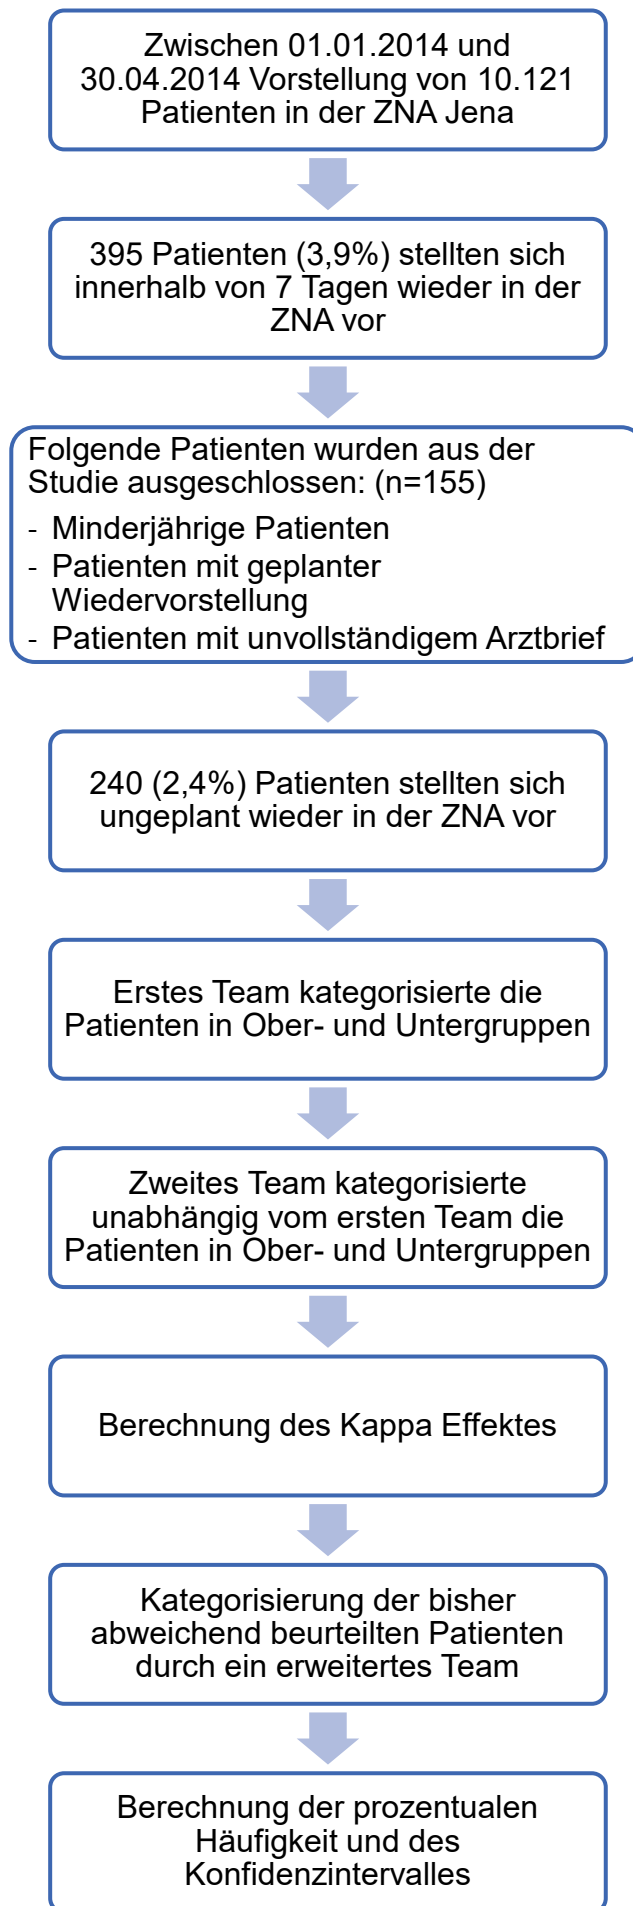 Zwischen 01.01.2014 und
30.04.2014 Vorstellung von 10.121
Patienten in der ZNA Jena
395 Patienten (3,9%) stellten sich
innerhalb von 7 Tagen wieder in der
ZNA vor
Folgende Patienten wurden aus der
Studie ausgeschlossen: (n=155)
- Minderjährige Patienten
- Patienten mit geplanter
Wiedervorstellung
- Patienten mit unvollständigem Arztbrief
240 (2,4%) Patienten stellten sich
ungeplant wieder in der ZNA vor
Erstes Team kategorisierte die
Patienten in Ober- und Untergruppen
Zweites Team kategorisierte
unabhängig vom ersten Team die
Patienten in Ober- und Untergruppen
Berechnung des Kappa Effektes
Kategorisierung der bisher
abweichend beurteilten Patienten
durch ein erweitertes Team
Berechnung der prozentualen
Häufigkeit und des
Konfidenzintervalles